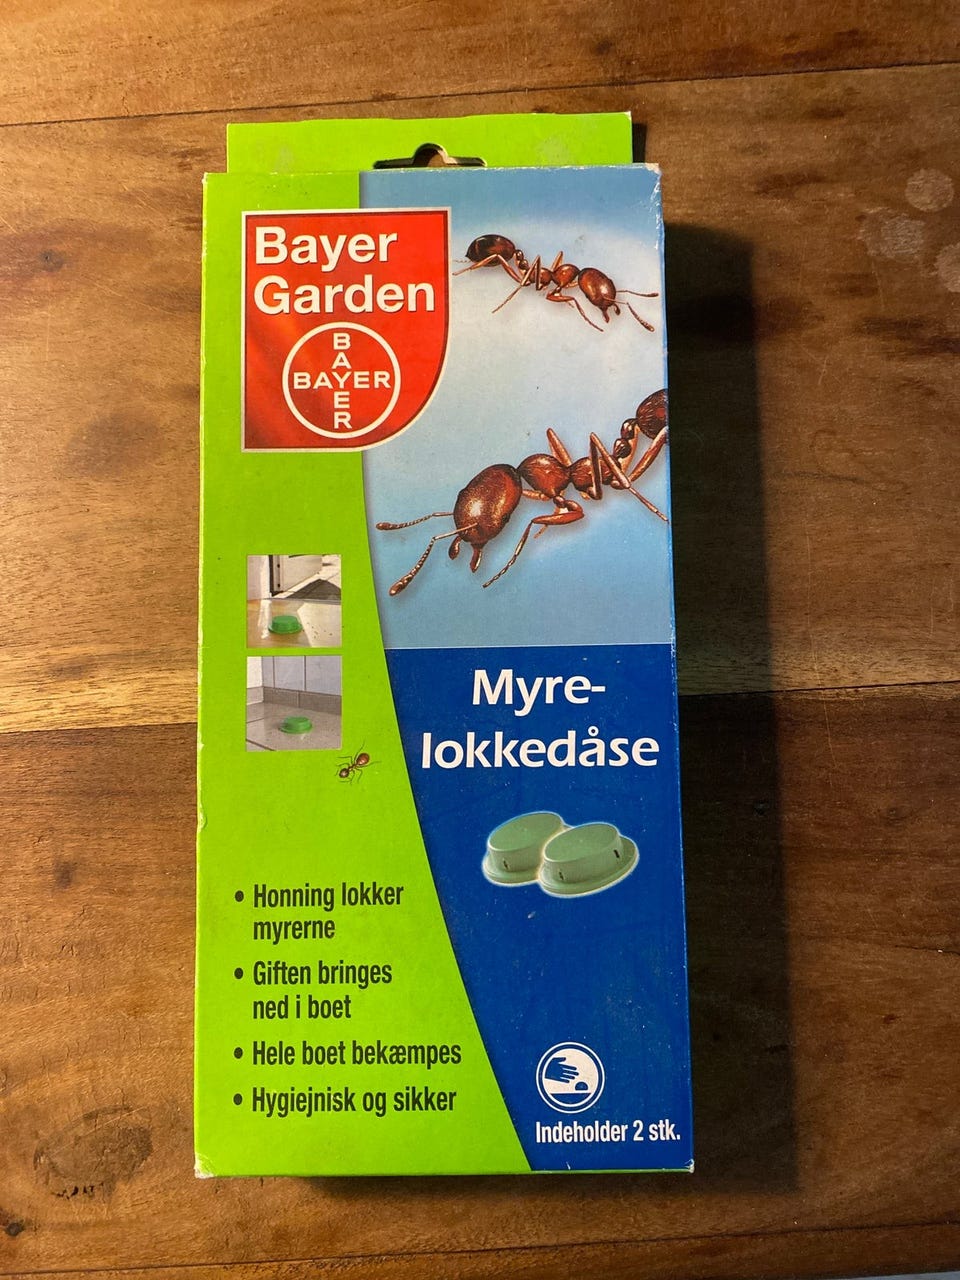 Bayer
Garden
BAYER
BAYER
Myre-
lokkedåse
• Honning lokker
myrerne
• Giften bringes
ned i boet
• Hele boet bekæmpes
• Hygiejnisk og sikker
Indeholder 2 stk.